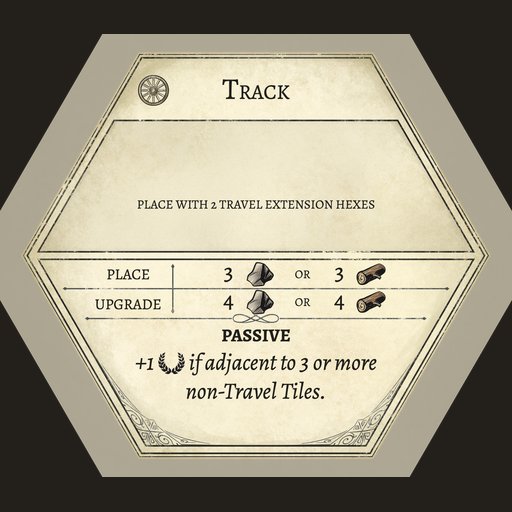 Track
PLACE WITH 2 TRAVEL EXTENSION HEXES
PLACE 3 OR 3
UPGRADE 4 OR 4
PASSIVE
+1 if adjacent to 3 or more
non-Travel Tiles.